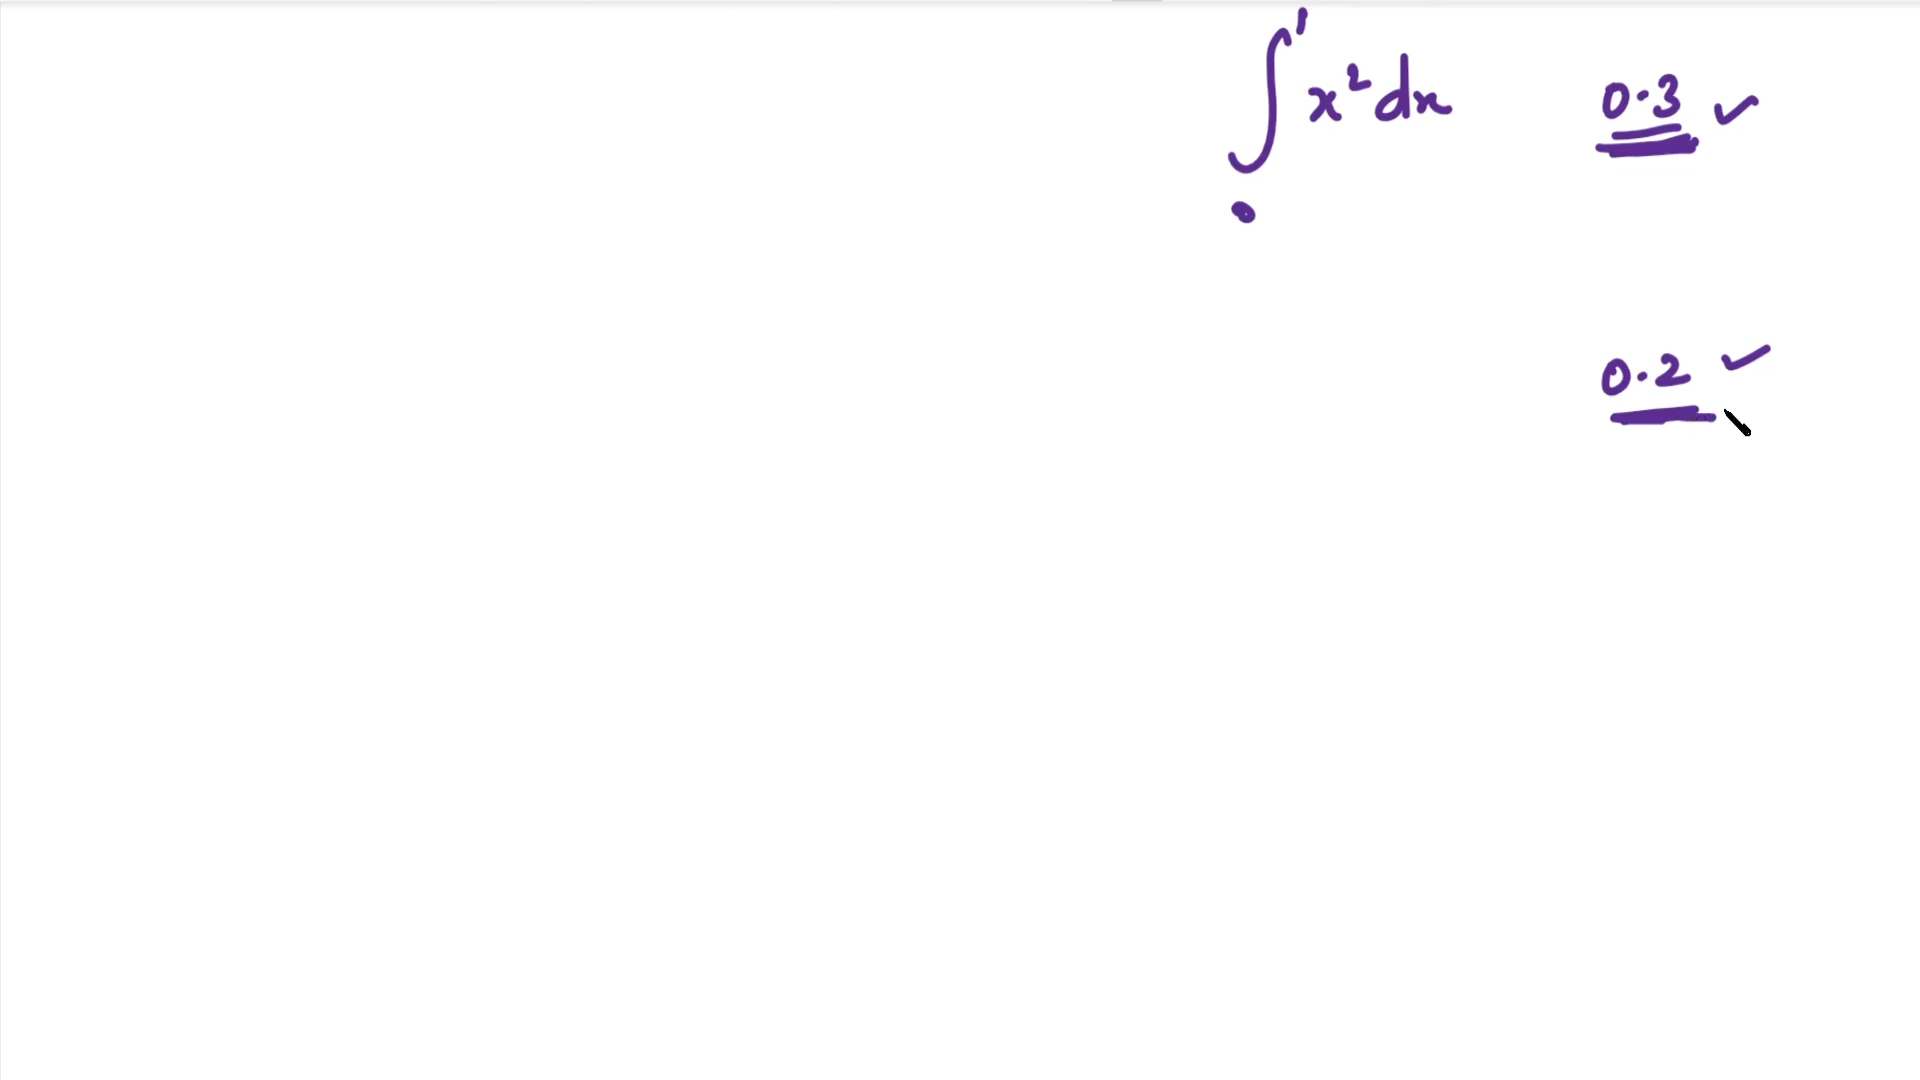 ∫₀¹ x² dx 0.3 ✓
0.2 ✓